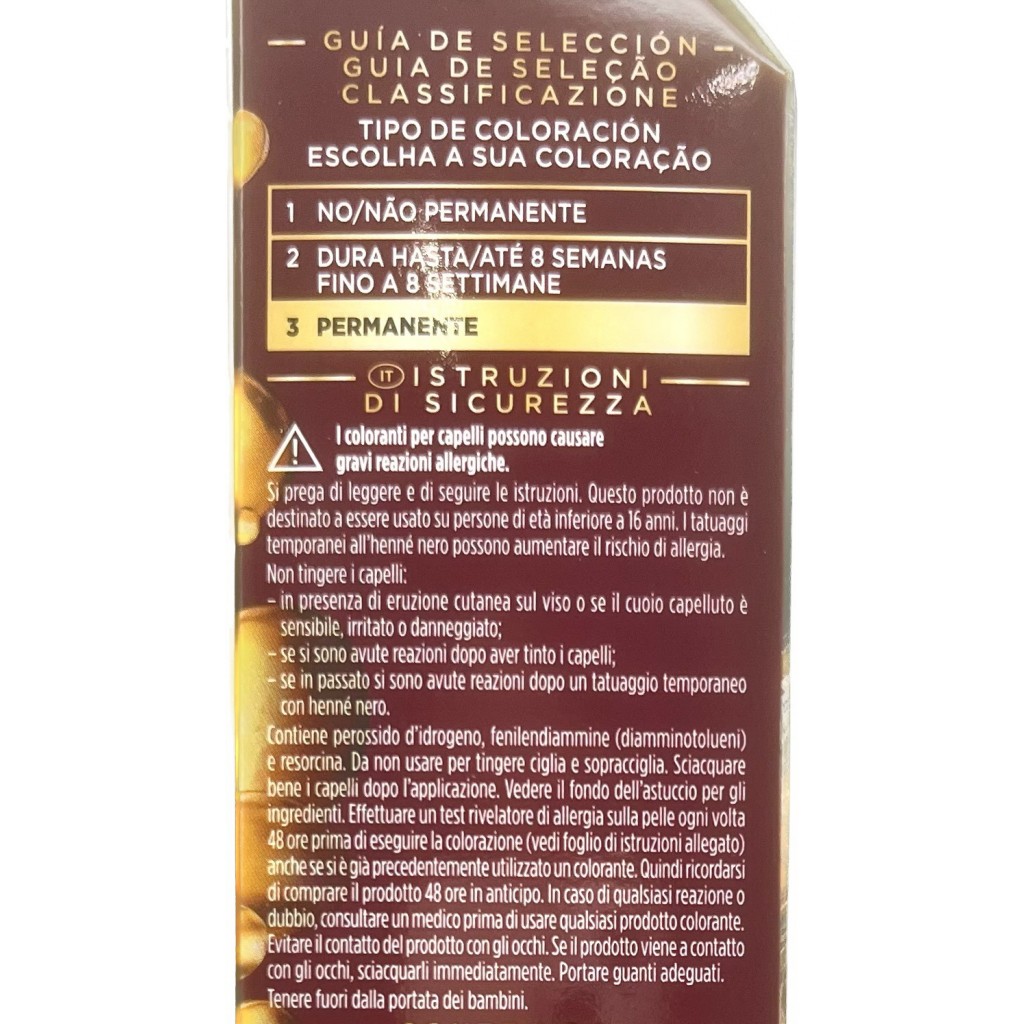 GUÍA DE SELECCIÓN
GUIA DE SELEÇÃO
CLASSIFICAZIONE
TIPO DE COLORACIÓN
ESCOLHA A SUA COLORAÇÃO
1 NO/NÃO PERMANENTE
2 DURA HASTA/ATÉ 8 SEMANAS
FINO A 8 SETTIMANE
3 PERMANENTE
IT ISTRUZIONI
DI SICUREZZA
I coloranti per capelli possono causare
gravi reazioni allergiche.
Si prega di leggere e di seguire le istruzioni. Questo prodotto non è
destinato a essere usato su persone di età inferiore a 16 anni. I tatuaggi
temporanei all'henné nero possono aumentare il rischio di allergia.
Non tingere i capelli:
– in presenza di eruzione cutanea sul viso o se il cuoio capelluto è
sensibile, irritato o danneggiato;
– se si sono avute reazioni dopo aver tinto i capelli;
– se in passato si sono avute reazioni dopo un tatuaggio temporaneo
con henné nero.
Contiene perossido d'idrogeno, fenilendiammine (diamminotolueni)
e resorcina. Da non usare per tingere ciglia e sopracciglia. Sciacquare
bene i capelli dopo l'applicazione. Vedere il fondo dell'astuccio per gli
ingredienti. Effettuare un test rivelatore di allergia sulla pelle ogni volta
48 ore prima di eseguire la colorazione (vedi foglio di istruzioni allegato)
anche se si è già precedentemente utilizzato un colorante. Quindi ricordarsi
di comprare il prodotto 48 ore in anticipo. In caso di qualsiasi reazione o
dubbio, consultare un medico prima di usare qualsiasi prodotto colorante.
Evitare il contatto del prodotto con gli occhi. Se il prodotto viene a contatto
con gli occhi, sciacquarli immediatamente. Portare guanti adeguati.
Tenere fuori dalla portata dei bambini.